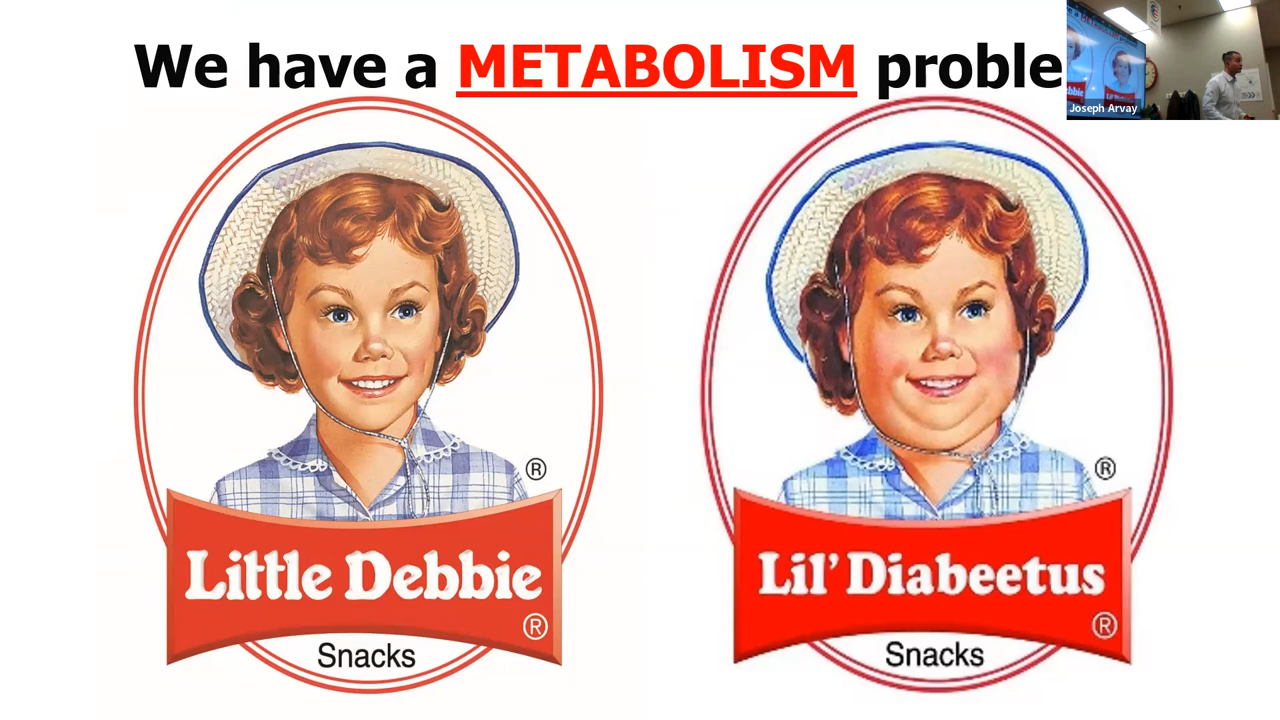 We have a METABOLISM proble
Joseph Arvay
®
Little Debbie
®
Snacks
®
Lil' Diabeetus
®
Snacks